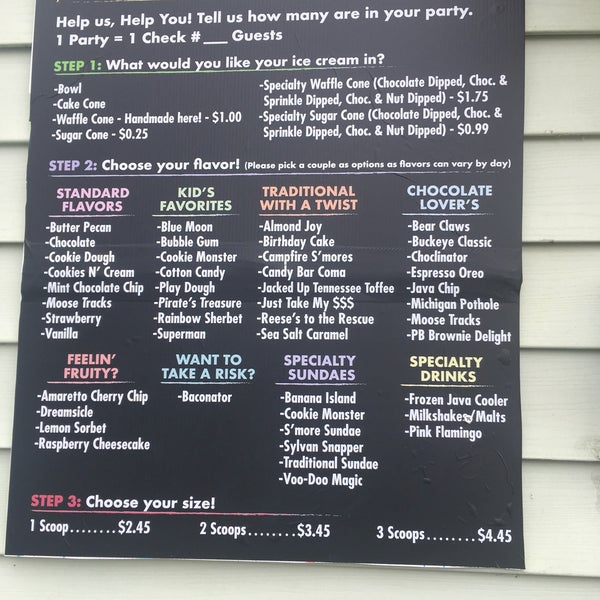 Help us, Help You! Tell us how many are in your party.
1 Party = 1 Check # ___ Guests
STEP 1: What would you like your ice cream in?
-Bowl
-Cake Cone
-Waffle Cone - Handmade here! - $1.00
-Sugar Cone - $0.25
-Specialty Waffle Cone (Chocolate Dipped, Choc. &
Sprinkle Dipped, Choc. & Nut Dipped) - $1.75
-Specialty Sugar Cone (Chocolate Dipped, Choc. &
Sprinkle Dipped, Choc. & Nut Dipped) - $0.99
STEP 2: Choose your flavor! (Please pick a couple as options as flavors can vary by day)
STANDARD
FLAVORS
-Butter Pecan
-Chocolate
-Cookie Dough
-Cookies N' Cream
-Mint Chocolate Chip
-Moose Tracks
-Strawberry
-Vanilla
KID'S
FAVORITES
-Blue Moon
-Bubble Gum
-Cookie Monster
-Cotton Candy
-Play Dough
-Pirate's Treasure
-Rainbow Sherbet
-Superman
TRADITIONAL
WITH A TWIST
-Almond Joy
-Birthday Cake
-Campfire S'mores
-Candy Bar Coma
-Jacked Up Tennessee Toffee
-Just Take My $$$
-Reese's to the Rescue
-Sea Salt Caramel
CHOCOLATE
LOVER'S
-Bear Claws
-Buckeye Classic
-Choclinator
-Espresso Oreo
-Java Chip
-Michigan Pothole
-Moose Tracks
-PB Brownie Delight
FEELIN'
FRUITY?
-Amaretto Cherry Chip
-Dreamsicle
-Lemon Sorbet
-Raspberry Cheesecake
WANT TO
TAKE A RISK?
-Baconator
SPECIALTY
SUNDAES
-Banana Island
-Cookie Monster
-S'more Sundae
-Sylvan Snapper
-Traditional Sundae
-Voo-Doo Magic
SPECIALTY
DRINKS
-Frozen Java Cooler
-Milkshakes/Malts
-Pink Flamingo
STEP 3: Choose your size!
1 Scoop........$2.45
2 Scoops........$3.45
3 Scoops........$4.45